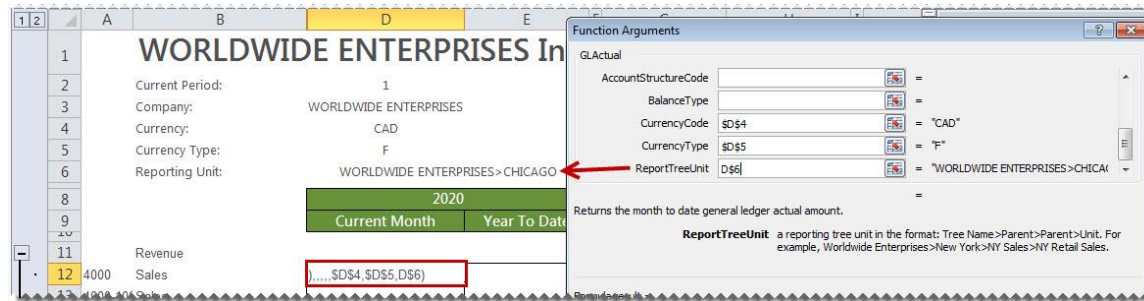 1 2
A B D E
Function Arguments
1 WORLDWIDE ENTERPRISES In
GLActual
AccountStructureCode =
2 Current Period: 1
BalanceType =
3 Company: WORLDWIDE ENTERPRISES
CurrencyCode $D$4 = "CAD"
4 Currency: CAD
CurrencyType $D$5 = "F"
5 Currency Type: F
ReportTreeUnit D$6 = "WORLDWIDE ENTERPRISES>CHICA(
6 Reporting Unit: WORLDWIDE ENTERPRISES>CHICAGO
=
8 2020
Returns the month to date general ledger actual amount.
9 Current Month Year To Date
ReportTreeUnit a reporting tree unit in the format: Tree Name>Parent>Parent>Unit. For
example, Worldwide Enterprises>New York>NY Sales>NY Retail Sales.
11 Revenue
12 4000 Sales ),,,,,$D$4,$D$5,D$6)